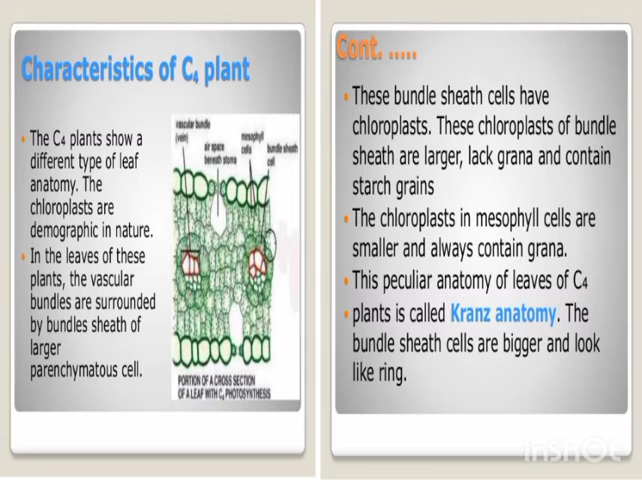 Characteristics of C₄ plant
The C₄ plants show a
different type of leaf
anatomy. The
chloroplasts are
demographic in nature.
In the leaves of these
plants, the vascular
bundles are surrounded
by bundles sheath of
larger
parenchymatous cell.
vascular bundle
(vein)
air space
beneath stoma
mesophyll
cells
bundle sheath
cell
PORTION OF A CROSS SECTION
OF A LEAF WITH C₄ PHOTOSYNTHESIS
Cont. .....
These bundle sheath cells have
chloroplasts. These chloroplasts of bundle
sheath are larger, lack grana and contain
starch grains
The chloroplasts in mesophyll cells are
smaller and always contain grana.
This peculiar anatomy of leaves of C₄
plants is called Kranz anatomy. The
bundle sheath cells are bigger and look
like ring.
InShOt